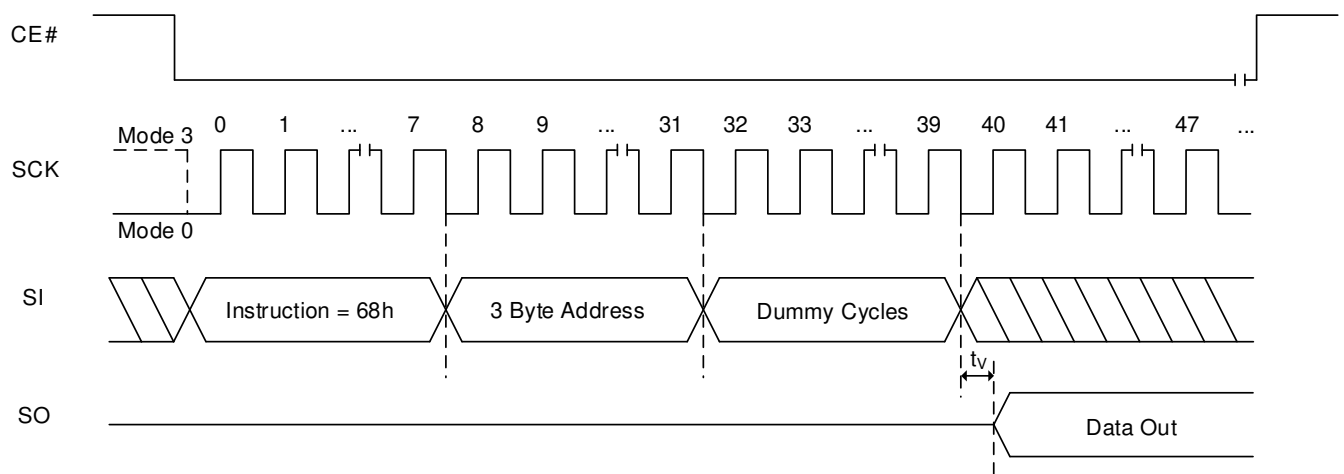 CE#
Mode 3 0 1 ... 7 8 9 ... 31 32 33 ... 39 40 41 ... 47 ...
SCK
Mode 0
SI Instruction = 68h 3 Byte Address Dummy Cycles
tV
SO Data Out